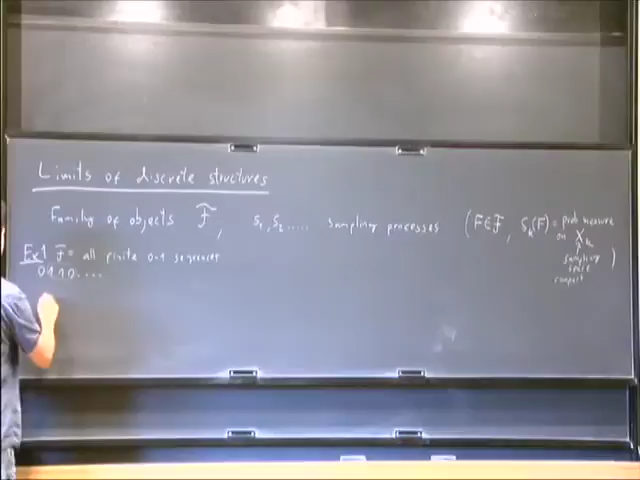 Limits of discrete structures
Family of objects F, S1, S2..... sampling processes (F∈F, Sk(F) = prob measure
on Xk
sampling
space
compact )
Ex1 F = all finite 0-1 sequences
0110....